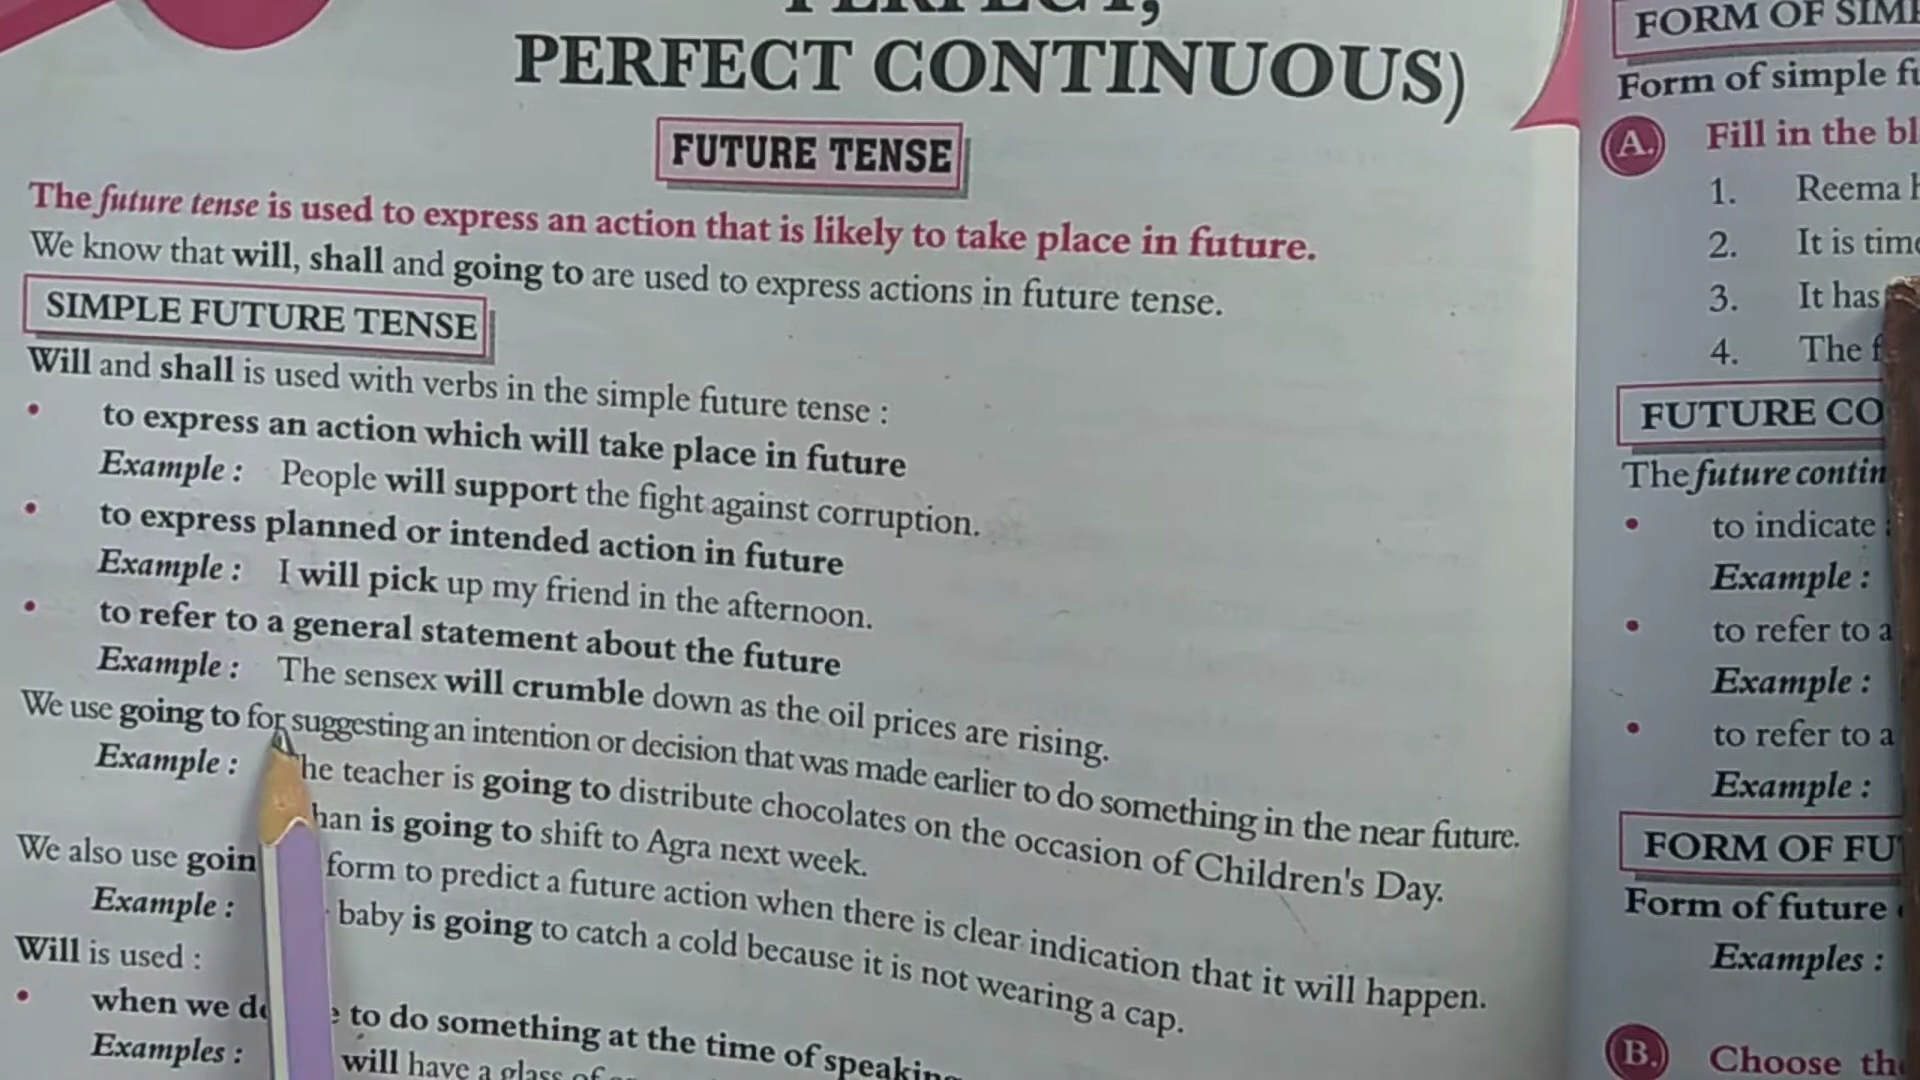 PERFECT,
PERFECT CONTINUOUS)
FUTURE TENSE
The future tense is used to express an action that is likely to take place in future.
We know that will, shall and going to are used to express actions in future tense.
SIMPLE FUTURE TENSE
Will and shall is used with verbs in the simple future tense :
• to express an action which will take place in future
Example : People will support the fight against corruption.
• to express planned or intended action in future
Example : I will pick up my friend in the afternoon.
• to refer to a general statement about the future
Example : The sensex will crumble down as the oil prices are rising.
We use going to for suggesting an intention or decision that was made earlier to do something in the near future.
Example : he teacher is going to distribute chocolates on the occasion of Children's Day.
han is going to shift to Agra next week.
We also use goin form to predict a future action when there is clear indication that it will happen.
Example : baby is going to catch a cold because it is not wearing a cap.
Will is used :
• when we de to do something at the time of speaking
Examples : will have a glass of
FORM OF SIM
Form of simple fu
A. Fill in the bl
1. Reema h
2. It is time
3. It has
4. The f
FUTURE CO
The future contin
• to indicate
Example :
• to refer to a
Example :
• to refer to a
Example :
FORM OF FU
Form of future
Examples :
B. Choose the